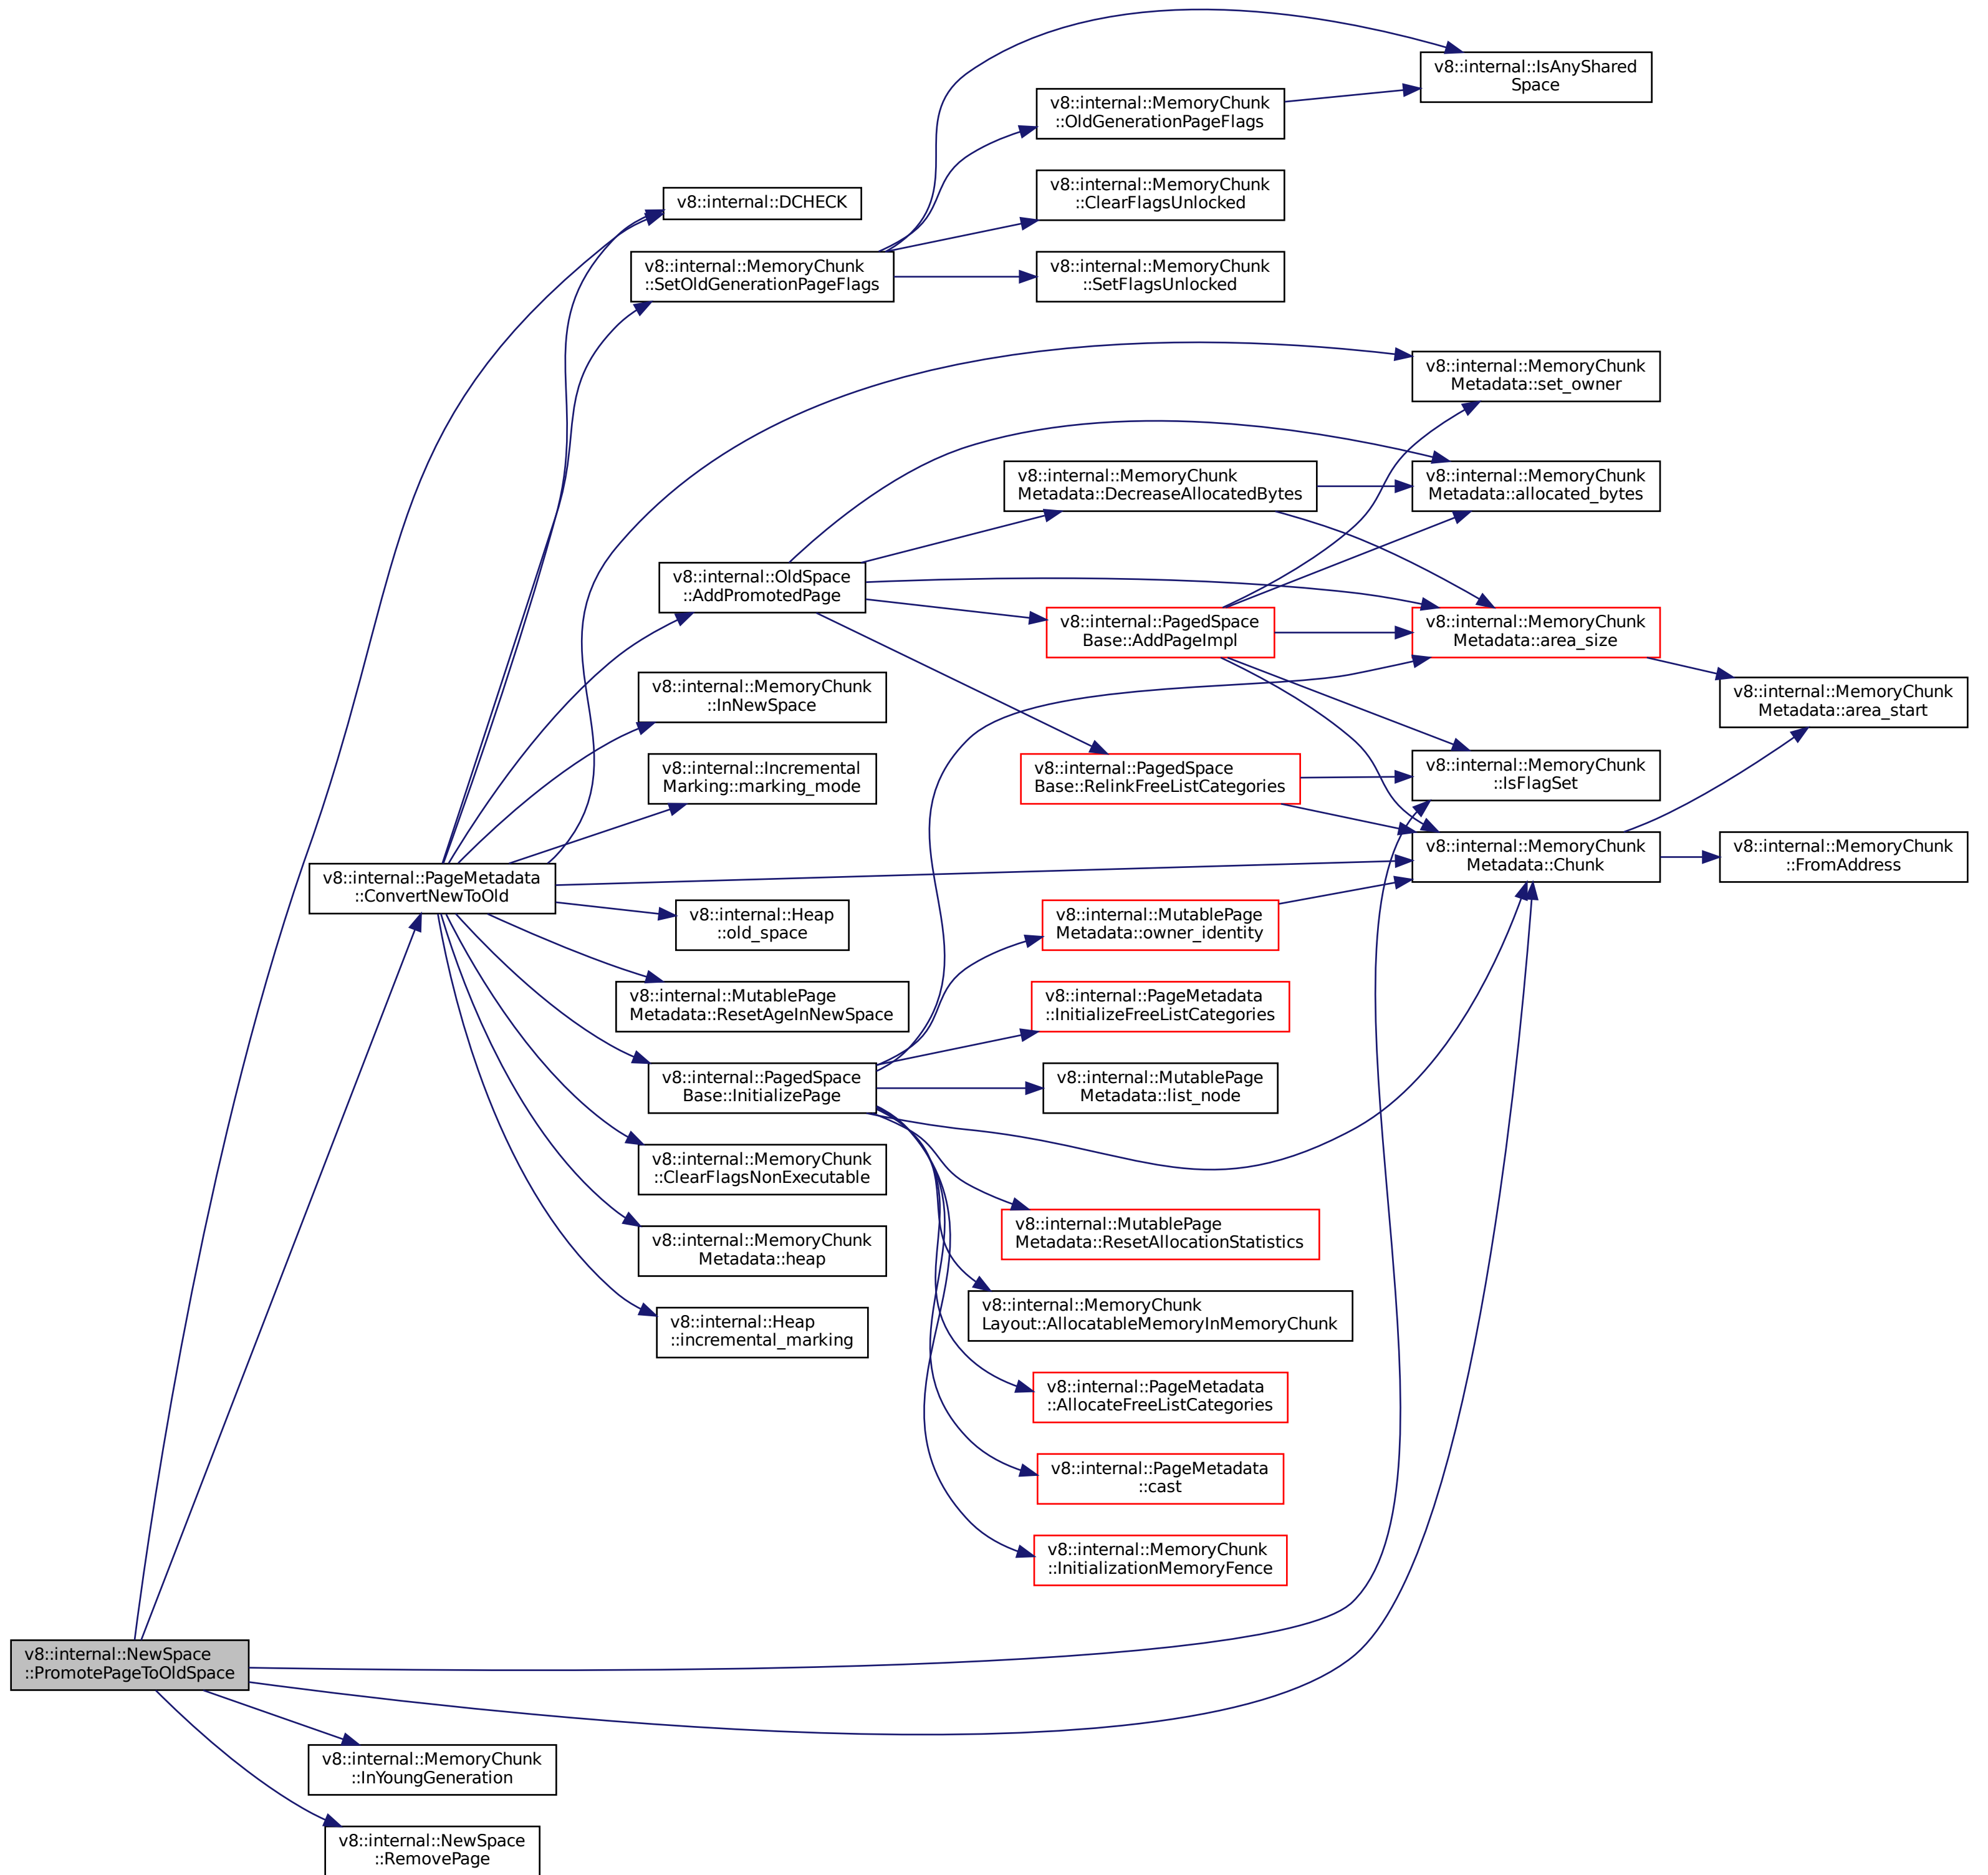 v8::internal::IsAnyShared
Space
v8::internal::MemoryChunk
::OldGenerationPageFlags
v8::internal::MemoryChunk
::ClearFlagsUnlocked
v8::internal::DCHECK
v8::internal::MemoryChunk
::SetOldGenerationPageFlags
v8::internal::MemoryChunk
::SetFlagsUnlocked
v8::internal::MemoryChunk
Metadata::set_owner
v8::internal::MemoryChunk
Metadata::DecreaseAllocatedBytes
v8::internal::MemoryChunk
Metadata::allocated_bytes
v8::internal::OldSpace
::AddPromotedPage
v8::internal::PagedSpace
Base::AddPageImpl
v8::internal::MemoryChunk
Metadata::area_size
v8::internal::MemoryChunk
::InNewSpace
v8::internal::MemoryChunk
Metadata::area_start
v8::internal::Incremental
Marking::marking_mode
v8::internal::PagedSpace
Base::RelinkFreeListCategories
v8::internal::MemoryChunk
::IsFlagSet
v8::internal::MemoryChunk
Metadata::Chunk
v8::internal::MemoryChunk
::FromAddress
v8::internal::PageMetadata
::ConvertNewToOld
v8::internal::Heap
::old_space
v8::internal::MutablePage
Metadata::owner_identity
v8::internal::MutablePage
Metadata::ResetAgeInNewSpace
v8::internal::PageMetadata
::InitializeFreeListCategories
v8::internal::PagedSpace
Base::InitializePage
v8::internal::MutablePage
Metadata::list_node
v8::internal::MemoryChunk
::ClearFlagsNonExecutable
v8::internal::MutablePage
Metadata::ResetAllocationStatistics
v8::internal::MemoryChunk
Metadata::heap
v8::internal::MemoryChunk
Layout::AllocatableMemoryInMemoryChunk
v8::internal::Heap
::incremental_marking
v8::internal::PageMetadata
::AllocateFreeListCategories
v8::internal::PageMetadata
::cast
v8::internal::MemoryChunk
::InitializationMemoryFence
v8::internal::NewSpace
::PromotePageToOldSpace
v8::internal::MemoryChunk
::InYoungGeneration
v8::internal::NewSpace
::RemovePage